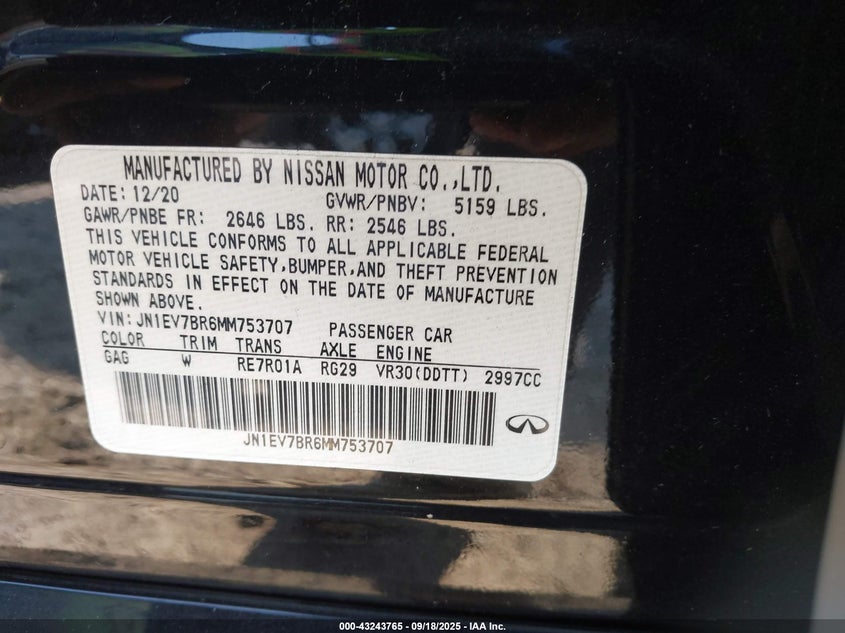 MANUFACTURED BY NISSAN MOTOR CO.,LTD.
DATE: 12/20 GVWR/PNBV: 5159 LBS.
GAWR/PNBE FR: 2646 LBS. RR: 2546 LBS.
THIS VEHICLE CONFORMS TO ALL APPLICABLE FEDERAL
MOTOR VEHICLE SAFETY,BUMPER,AND THEFT PREVENTION
STANDARDS IN EFFECT ON THE DATE OF MANUFACTURE
SHOWN ABOVE.
VIN:JN1EV7BR6MM753707 PASSENGER CAR
COLOR TRIM TRANS AXLE ENGINE
GAG W RE7R01A RG29 VR30(DDTT) 2997CC
JN1EV7BR6MM753707
000-43243765 - 09/18/2025 - IAA Inc.